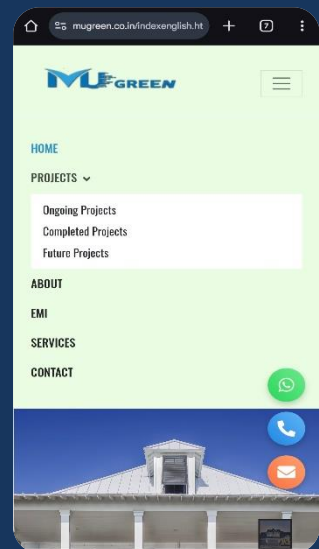 mugreen.co.in/indexenglish.ht
7
MU GREEN
HOME
PROJECTS
Ongoing Projects
Completed Projects
Future Projects
ABOUT
EMI
SERVICES
CONTACT